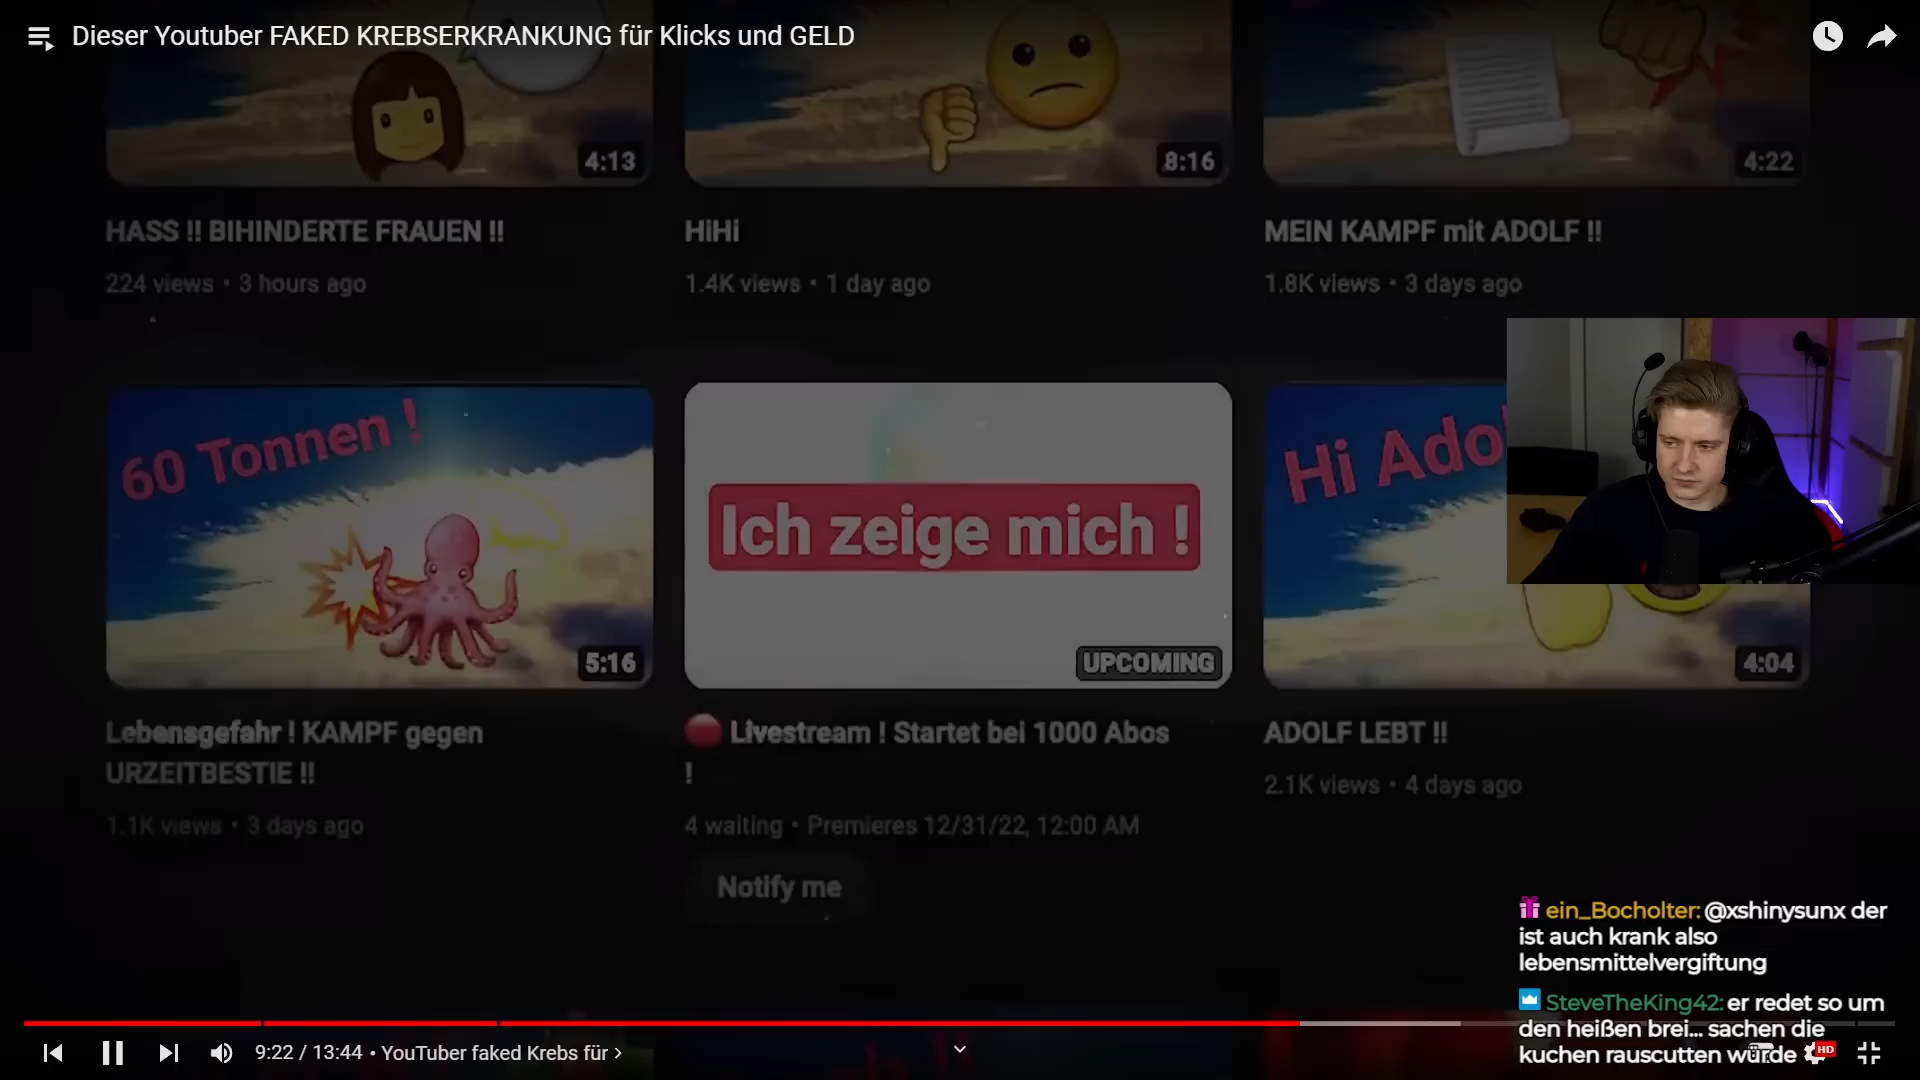 Dieser Youtuber FAKED KREBSERKRANKUNG für Klicks und GELD
4:13
8:16
4:22
HASS !! BIHINDERTE FRAUEN !!
HiHi
MEIN KAMPF mit ADOLF !!
224 views • 3 hours ago
1.4K views • 1 day ago
1.8K views • 3 days ago
60 Tonnen !
Ich zeige mich !
Hi Ado
5:16
UPCOMING
4:04
Lebensgefahr ! KAMPF gegen
URZEITBESTIE !!
Livestream ! Startet bei 1000 Abos
!
ADOLF LEBT !!
2.1K views • 4 days ago
1.1K views • 3 days ago
4 waiting • Premieres 12/31/22, 12:00 AM
Notify me
ein_Bocholter: @xshinysunx der
ist auch krank also
lebensmittelvergiftung
SteveTheKing42: er redet so um
den heißen brei... sachen die
kuchen rauscutten würde
9:22 / 13:44 • YouTuber faked Krebs für
HD